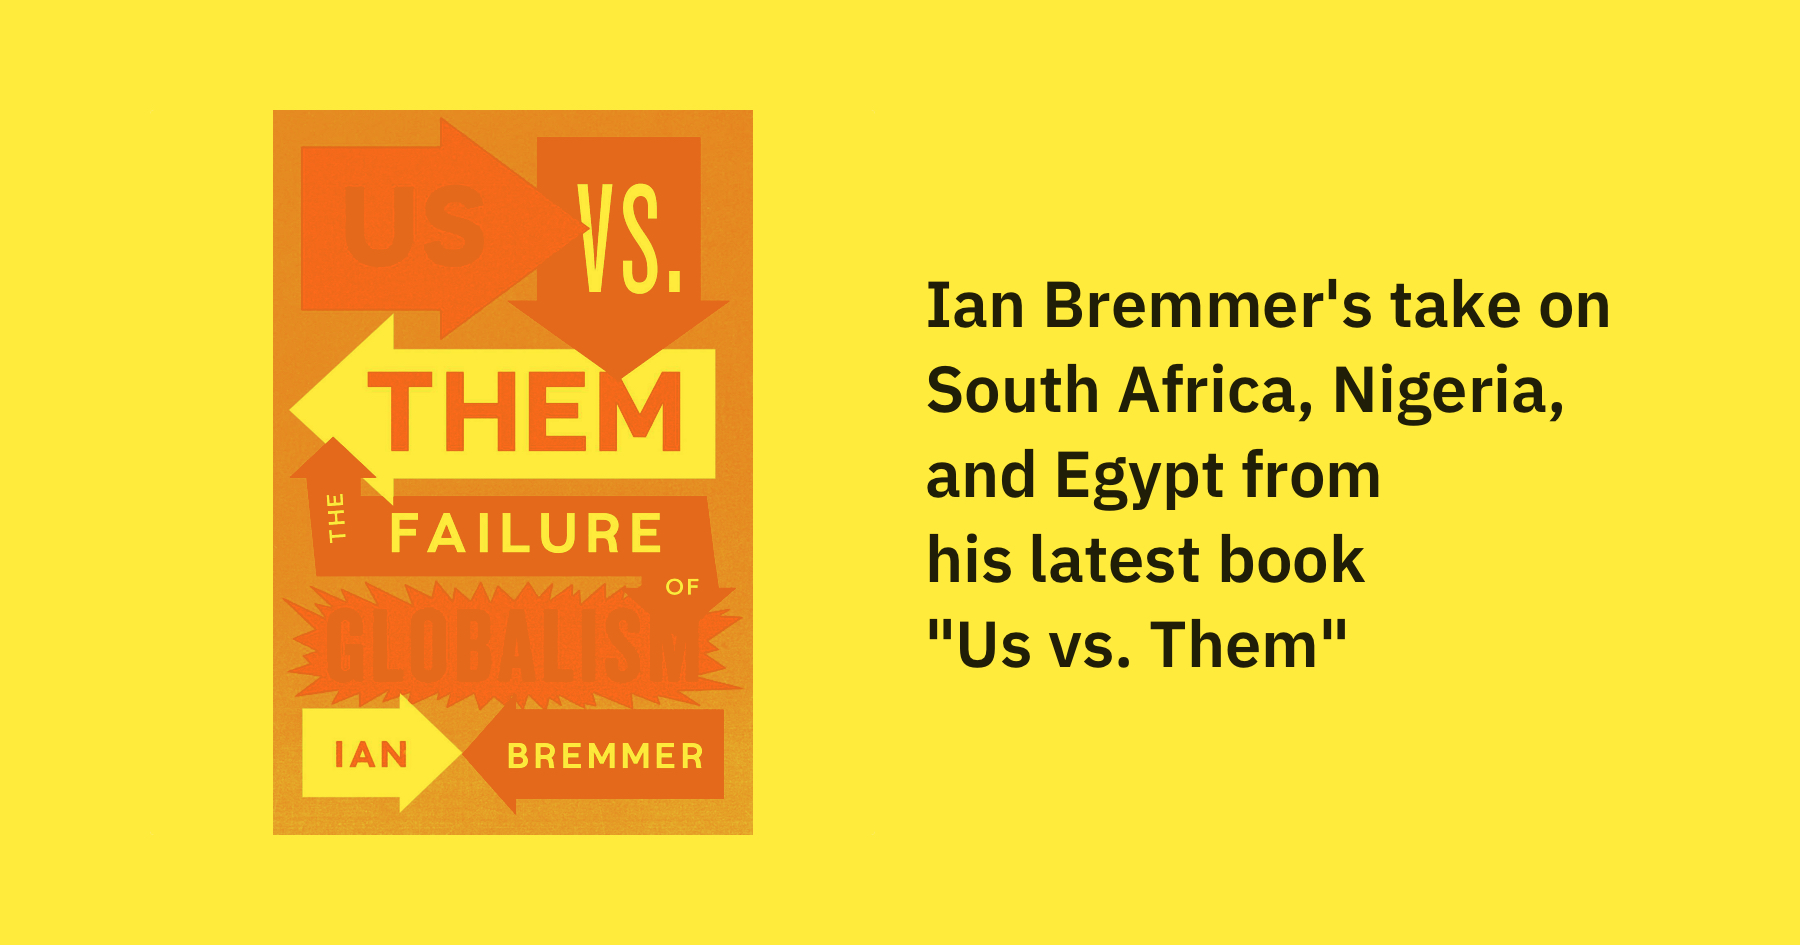 US
VS.
THEM
THE
FAILURE
OF
GLOBALISM
IAN
BREMMER
Ian Bremmer's take on
South Africa, Nigeria,
and Egypt from
his latest book
"Us vs. Them"